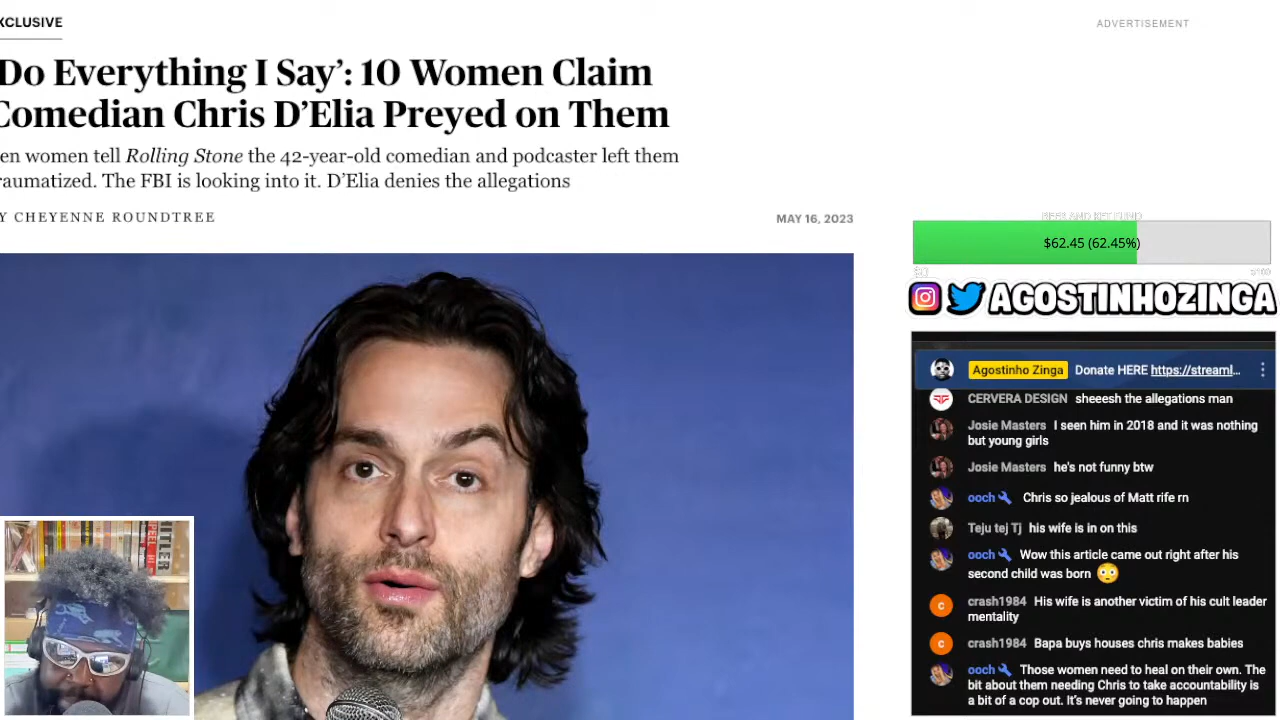 XCLUSIVE
Do Everything I Say’: 10 Women Claim
Comedian Chris D’Elia Preyed on Them
en women tell Rolling Stone the 42-year-old comedian and podcaster left them
raumatized. The FBI is looking into it. D’Elia denies the allegations
Y CHEYENNE ROUNDTREE
MAY 16, 2023
ADVERTISEMENT
$62.45 (62.45%)
AGOSTINHOZINGA
Agostinho Zinga Donate HERE https://streaml...
CERVERA DESIGN sheeesh the allegations man
Josie Masters I seen him in 2018 and it was nothing
but young girls
Josie Masters he's not funny btw
ooch Chris so jealous of Matt rife rn
Teju tej Tj his wife is in on this
ooch Wow this article came out right after his
second child was born
crash1984 His wife is another victim of his cult leader
mentality
crash1984 Bapa buys houses chris makes babies
ooch Those women need to heal on their own. The
bit about them needing Chris to take accountability is
a bit of a cop out. It's never going to happen